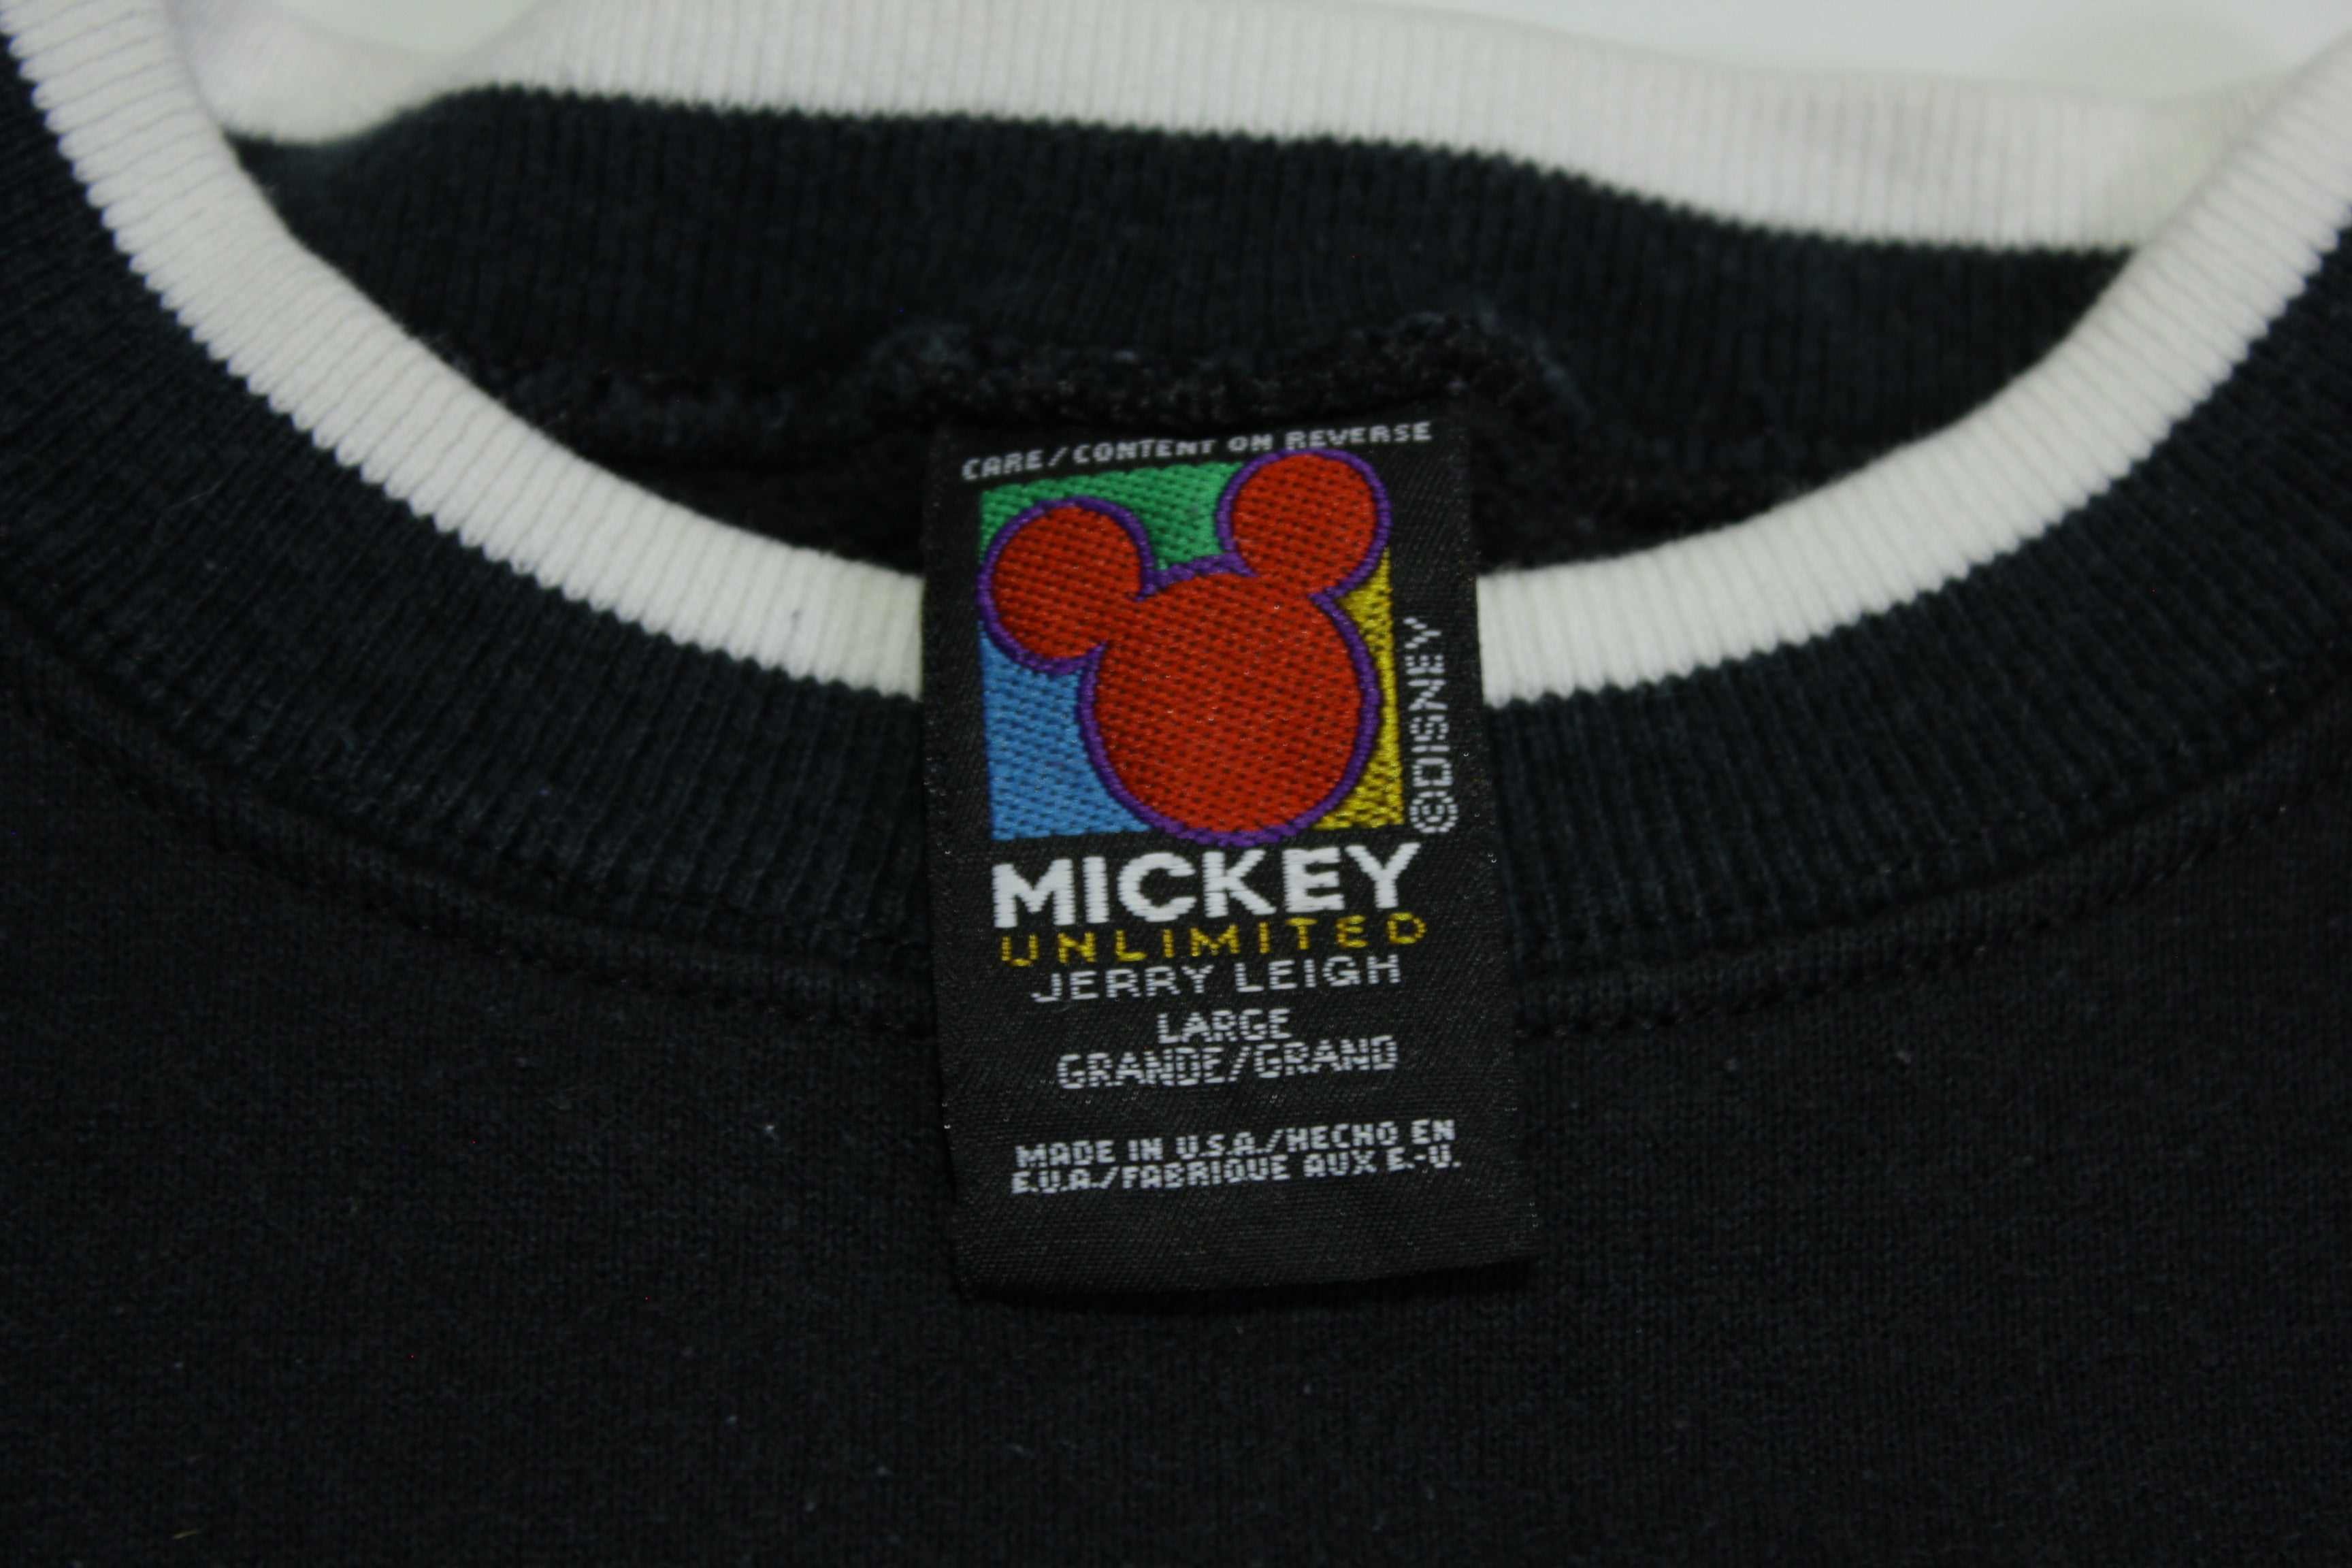 CARE/CONTENT ON REVERSE
©DISNEY
MICKEY
UNLIMITED
JERRY LEIGH
LARGE
GRANDE/GRAND
MADE IN U.S.A./HECHO EN
E.U.A./FABRIQUE AUX E.-U.